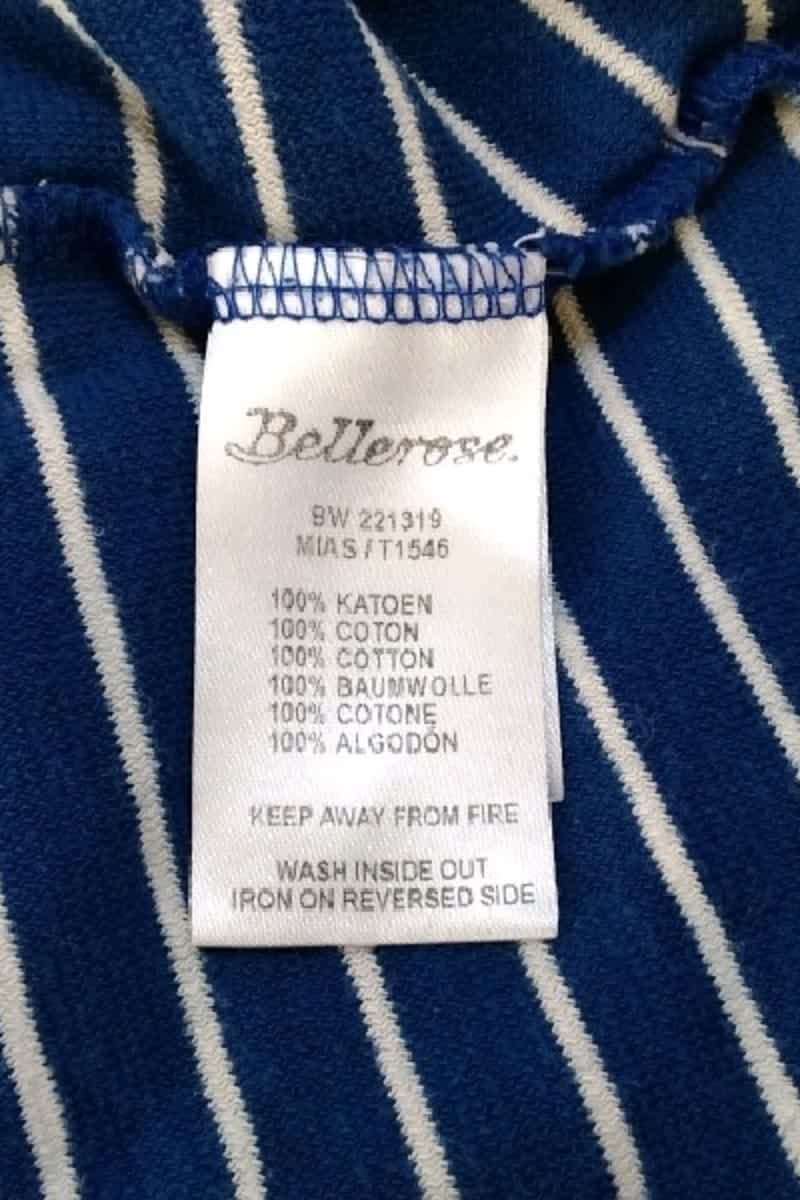 Bellerose.
BW 221319
MIAS / T1546
100% KATOEN
100% COTON
100% COTTON
100% BAUMWOLLE
100% COTONE
100% ALGODÓN
KEEP AWAY FROM FIRE
WASH INSIDE OUT
IRON ON REVERSED SIDE